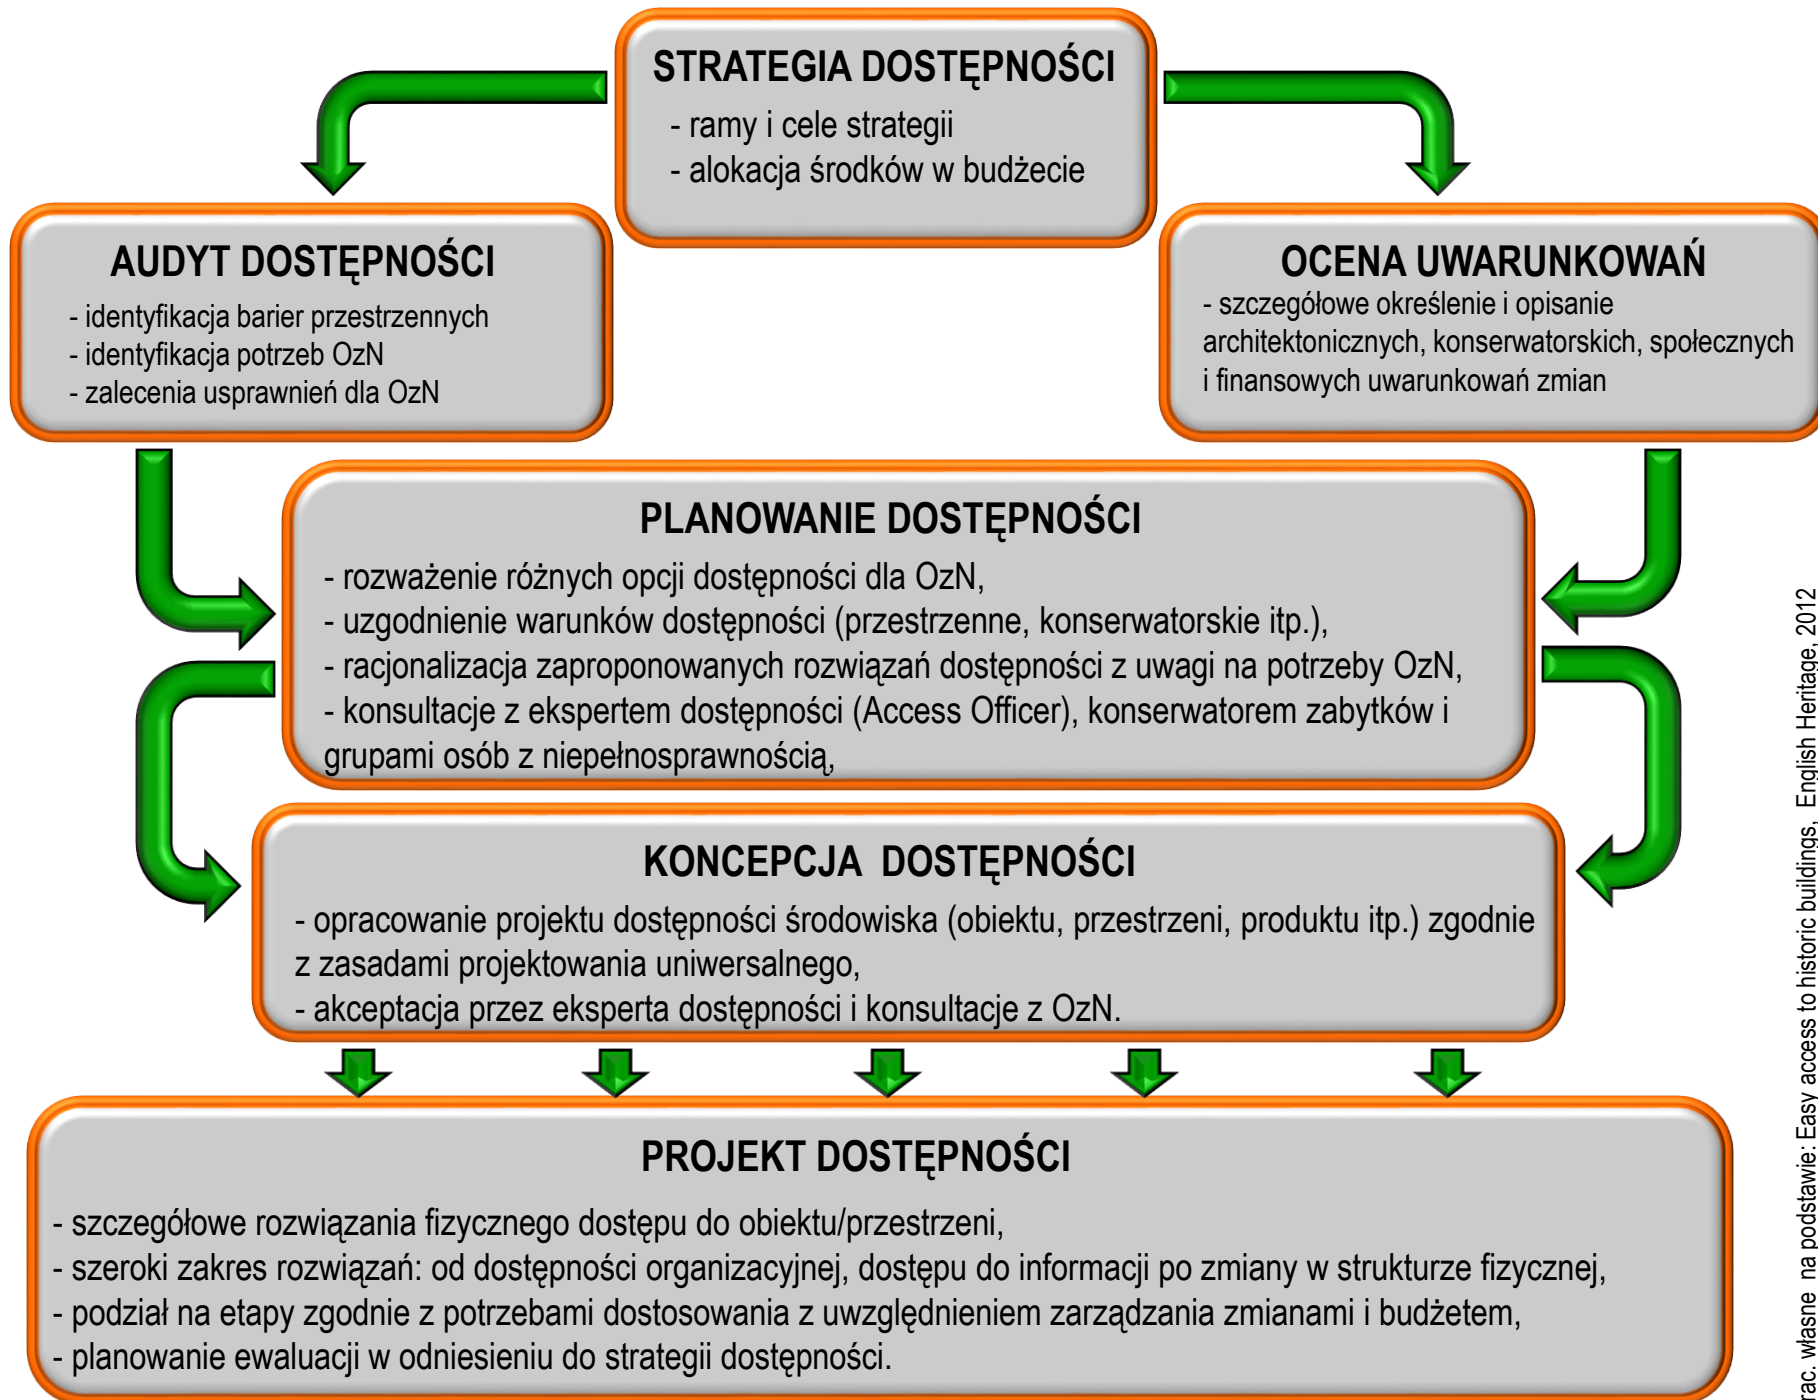 STRATEGIA DOSTĘPNOŚCI
- ramy i cele strategii
- alokacja środków w budżecie
AUDYT DOSTĘPNOŚCI
- identyfikacja barier przestrzennych
- identyfikacja potrzeb OzN
- zalecenia usprawnień dla OzN
OCENA UWARUNKOWAŃ
- szczegółowe określenie i opisanie
architektonicznych, konserwatorskich, społecznych
i finansowych uwarunkowań zmian
PLANOWANIE DOSTĘPNOŚCI
- rozważenie różnych opcji dostępności dla OzN,
- uzgodnienie warunków dostępności (przestrzenne, konserwatorskie itp.),
- racjonalizacja zaproponowanych rozwiązań dostępności z uwagi na potrzeby OzN,
- konsultacje z ekspertem dostępności (Access Officer), konserwatorem zabytków i
grupami osób z niepełnosprawnością,
KONCEPCJA DOSTĘPNOŚCI
- opracowanie projektu dostępności środowiska (obiektu, przestrzeni, produktu itp.) zgodnie
z zasadami projektowania uniwersalnego,
- akceptacja przez eksperta dostępności i konsultacje z OzN.
PROJEKT DOSTĘPNOŚCI
- szczegółowe rozwiązania fizycznego dostępu do obiektu/przestrzeni,
- szeroki zakres rozwiązań: od dostępności organizacyjnej, dostępu do informacji po zmiany w strukturze fizycznej,
- podział na etapy zgodnie z potrzebami dostosowania z uwzględnieniem zarządzania zmianami i budżetem,
- planowanie ewaluacji w odniesieniu do strategii dostępności.
rac. własne na podstawie: Easy access to historic buildings, English Heritage, 2012